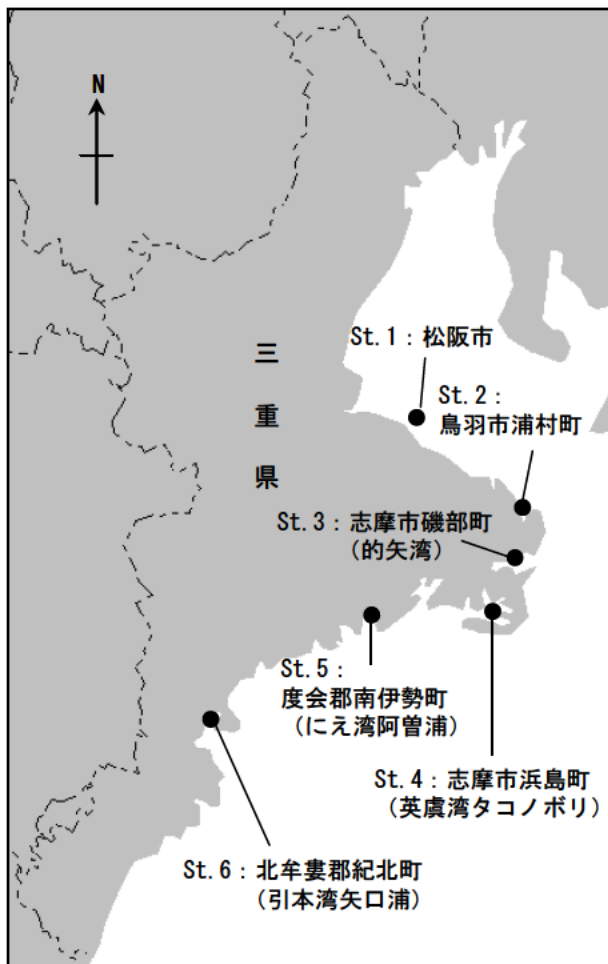 N
三重県
St.1：松阪市
St.2：
鳥羽市浦村町
St.3：志摩市磯部町
（的矢湾）
St.5：
度会郡南伊勢町
（にえ湾阿曽浦）
St.4：志摩市浜島町
（英虞湾タコノボリ）
St.6：北牟婁郡紀北町
（引本湾矢口浦）